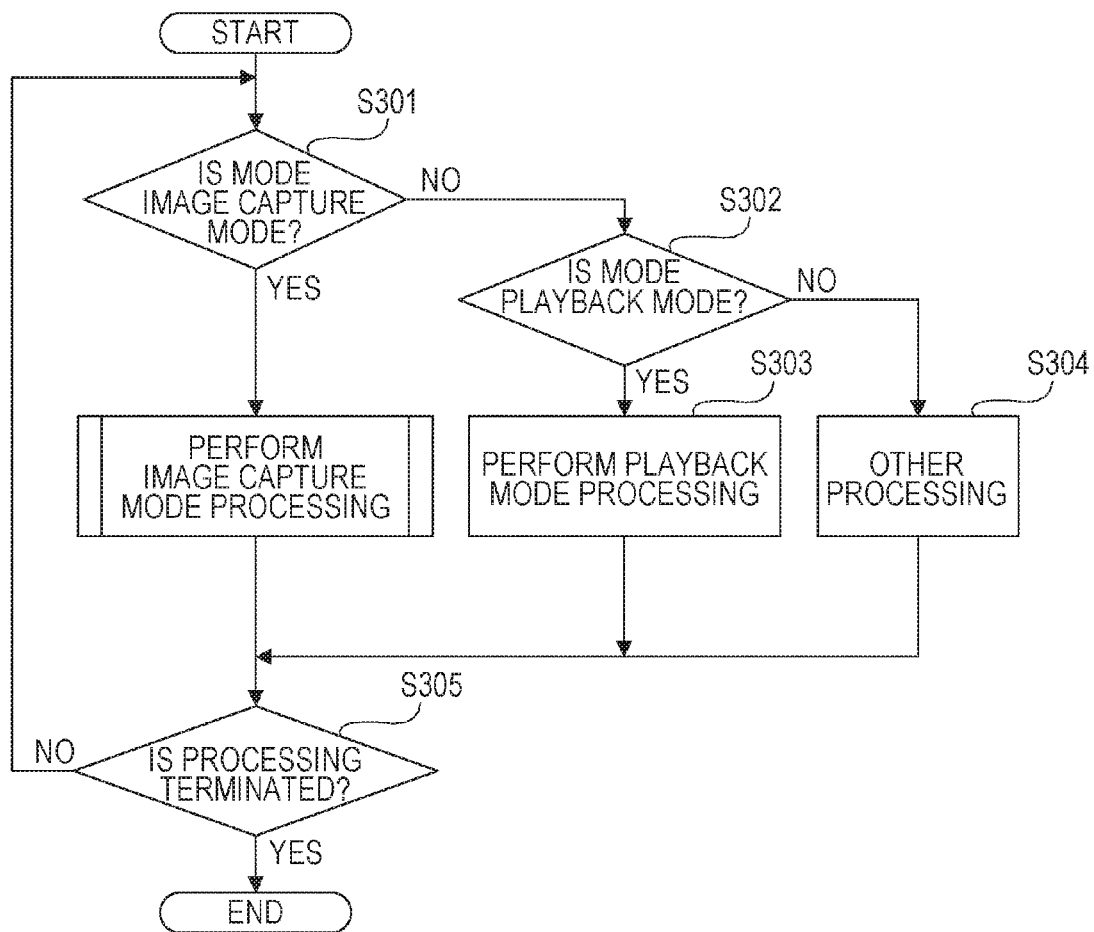 START
S301
IS MODE
IMAGE CAPTURE
MODE?
NO
YES
S302
IS MODE
PLAYBACK MODE?
NO
YES
S303
S304
PERFORM
IMAGE CAPTURE
MODE PROCESSING
PERFORM PLAYBACK
MODE PROCESSING
OTHER
PROCESSING
S305
IS PROCESSING
TERMINATED?
NO
YES
END